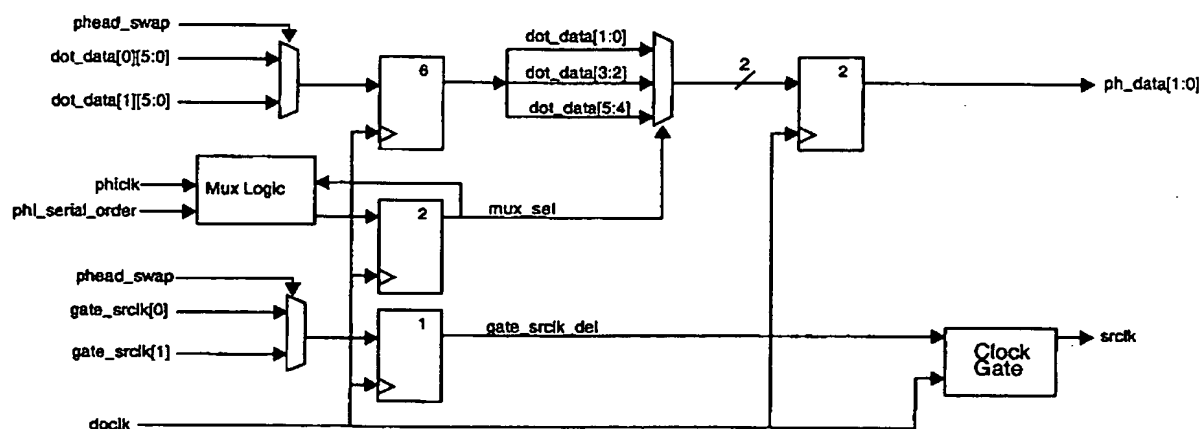 phead_swap
dot_data[0][5:0]
dot_data[1][5:0]
6
dot_data[1:0]
dot_data[3:2]
dot_data[5:4]
2
2
ph_data[1:0]
phiclk
phi_serial_order
Mux Logic
2
mux_sel
phead_swap
gate_srclk[0]
gate_srclk[1]
1
gate_srclk_del
Clock
Gate
srclk
doclk